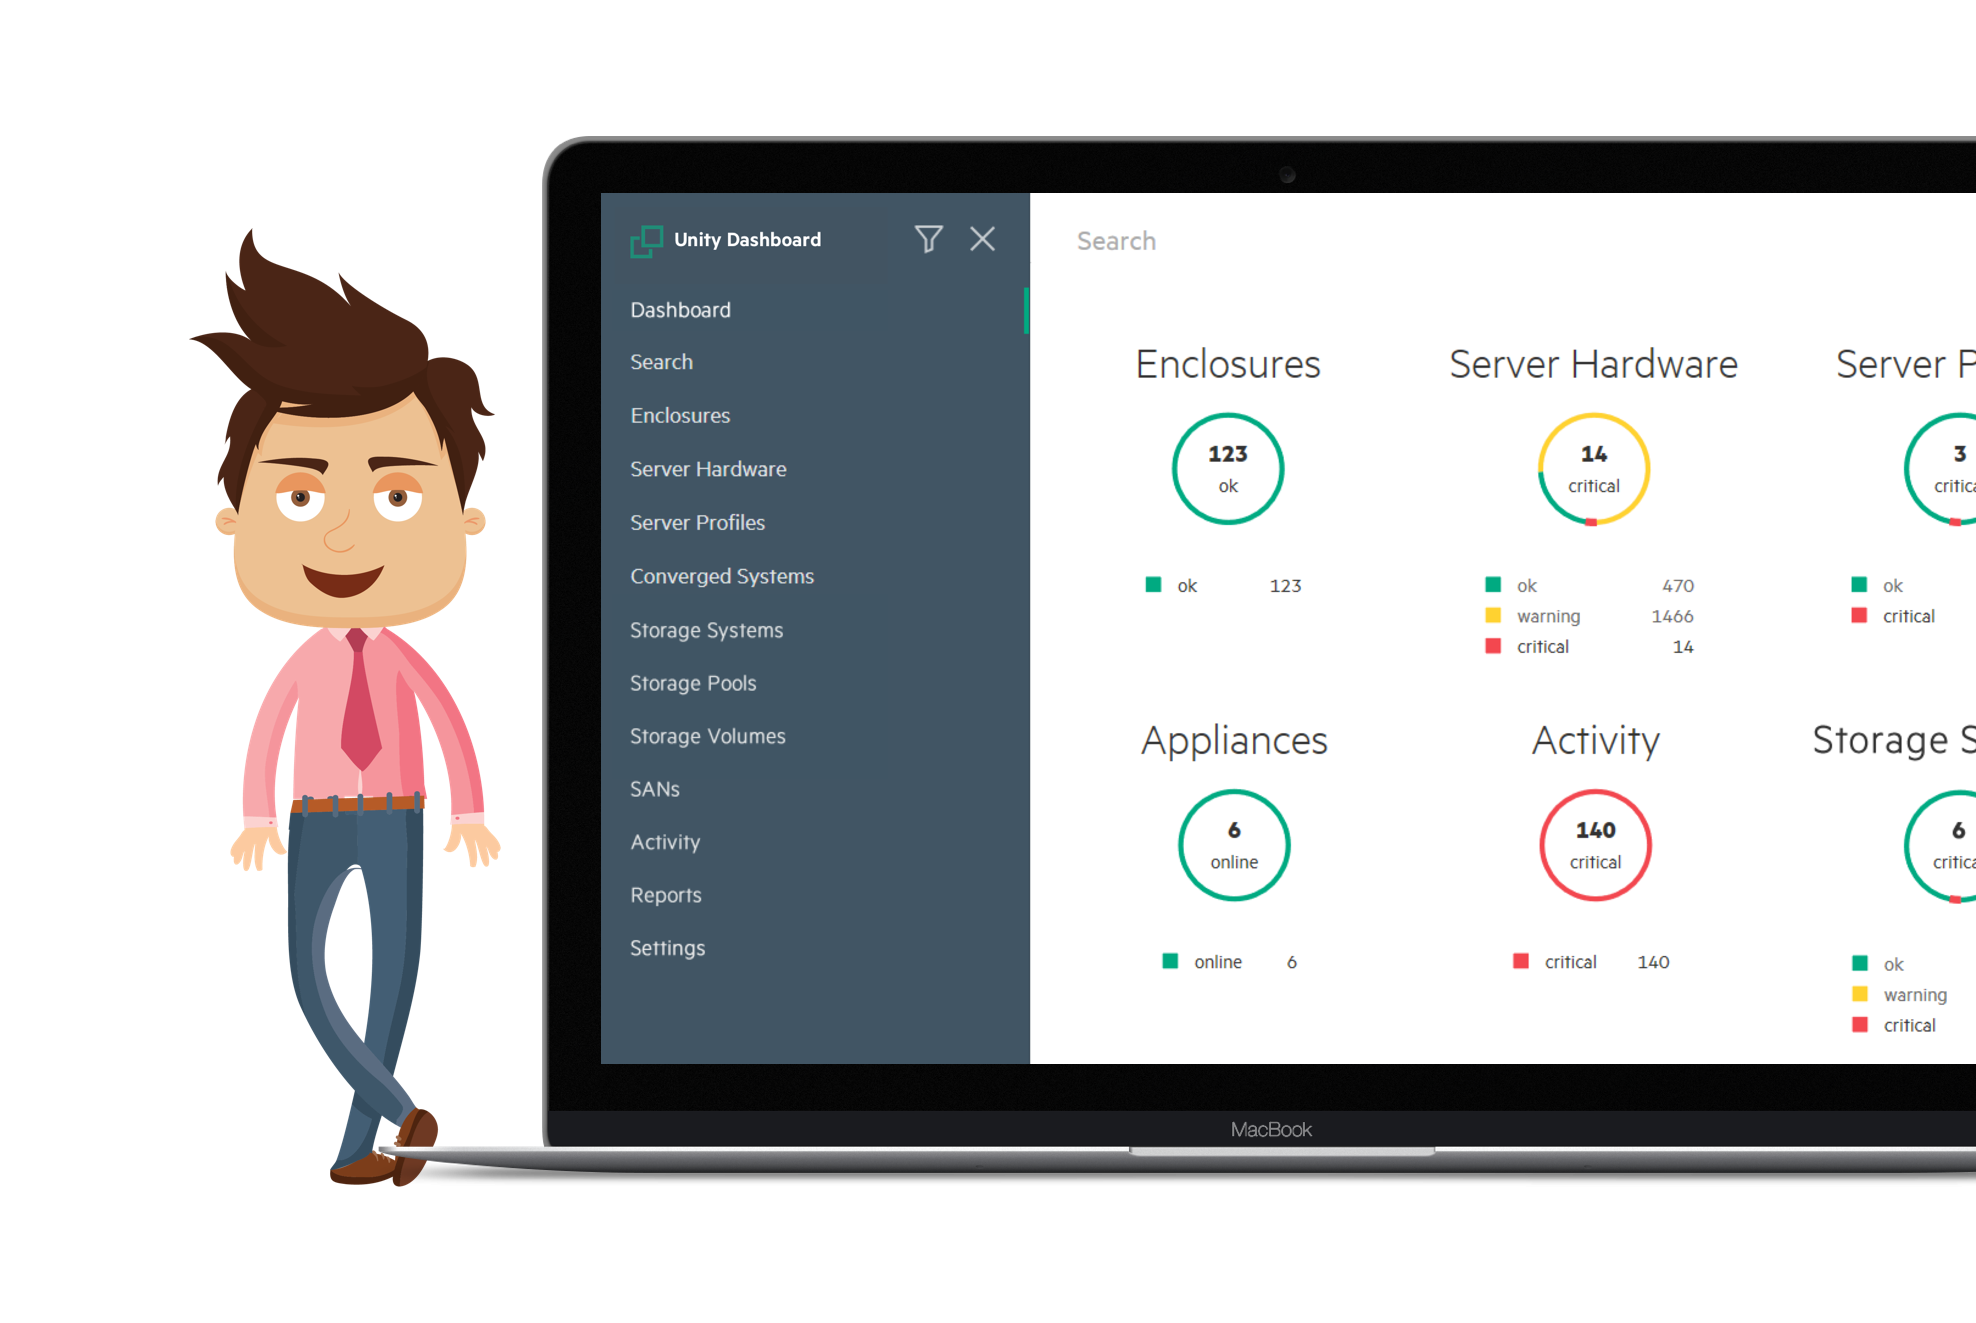 Unity Dashboard
Dashboard
Search
Enclosures
Server Hardware
Server Profiles
Converged Systems
Storage Systems
Storage Pools
Storage Volumes
SANs
Activity
Reports
Settings
Search
Enclosures
123
ok
ok 123
Server Hardware
14
critical
ok 470
warning 1466
critical 14
Server P
3
critica
ok
critical
Appliances
6
online
online 6
Activity
140
critical
critical 140
Storage S
6
critica
ok
warning
critical
MacBook